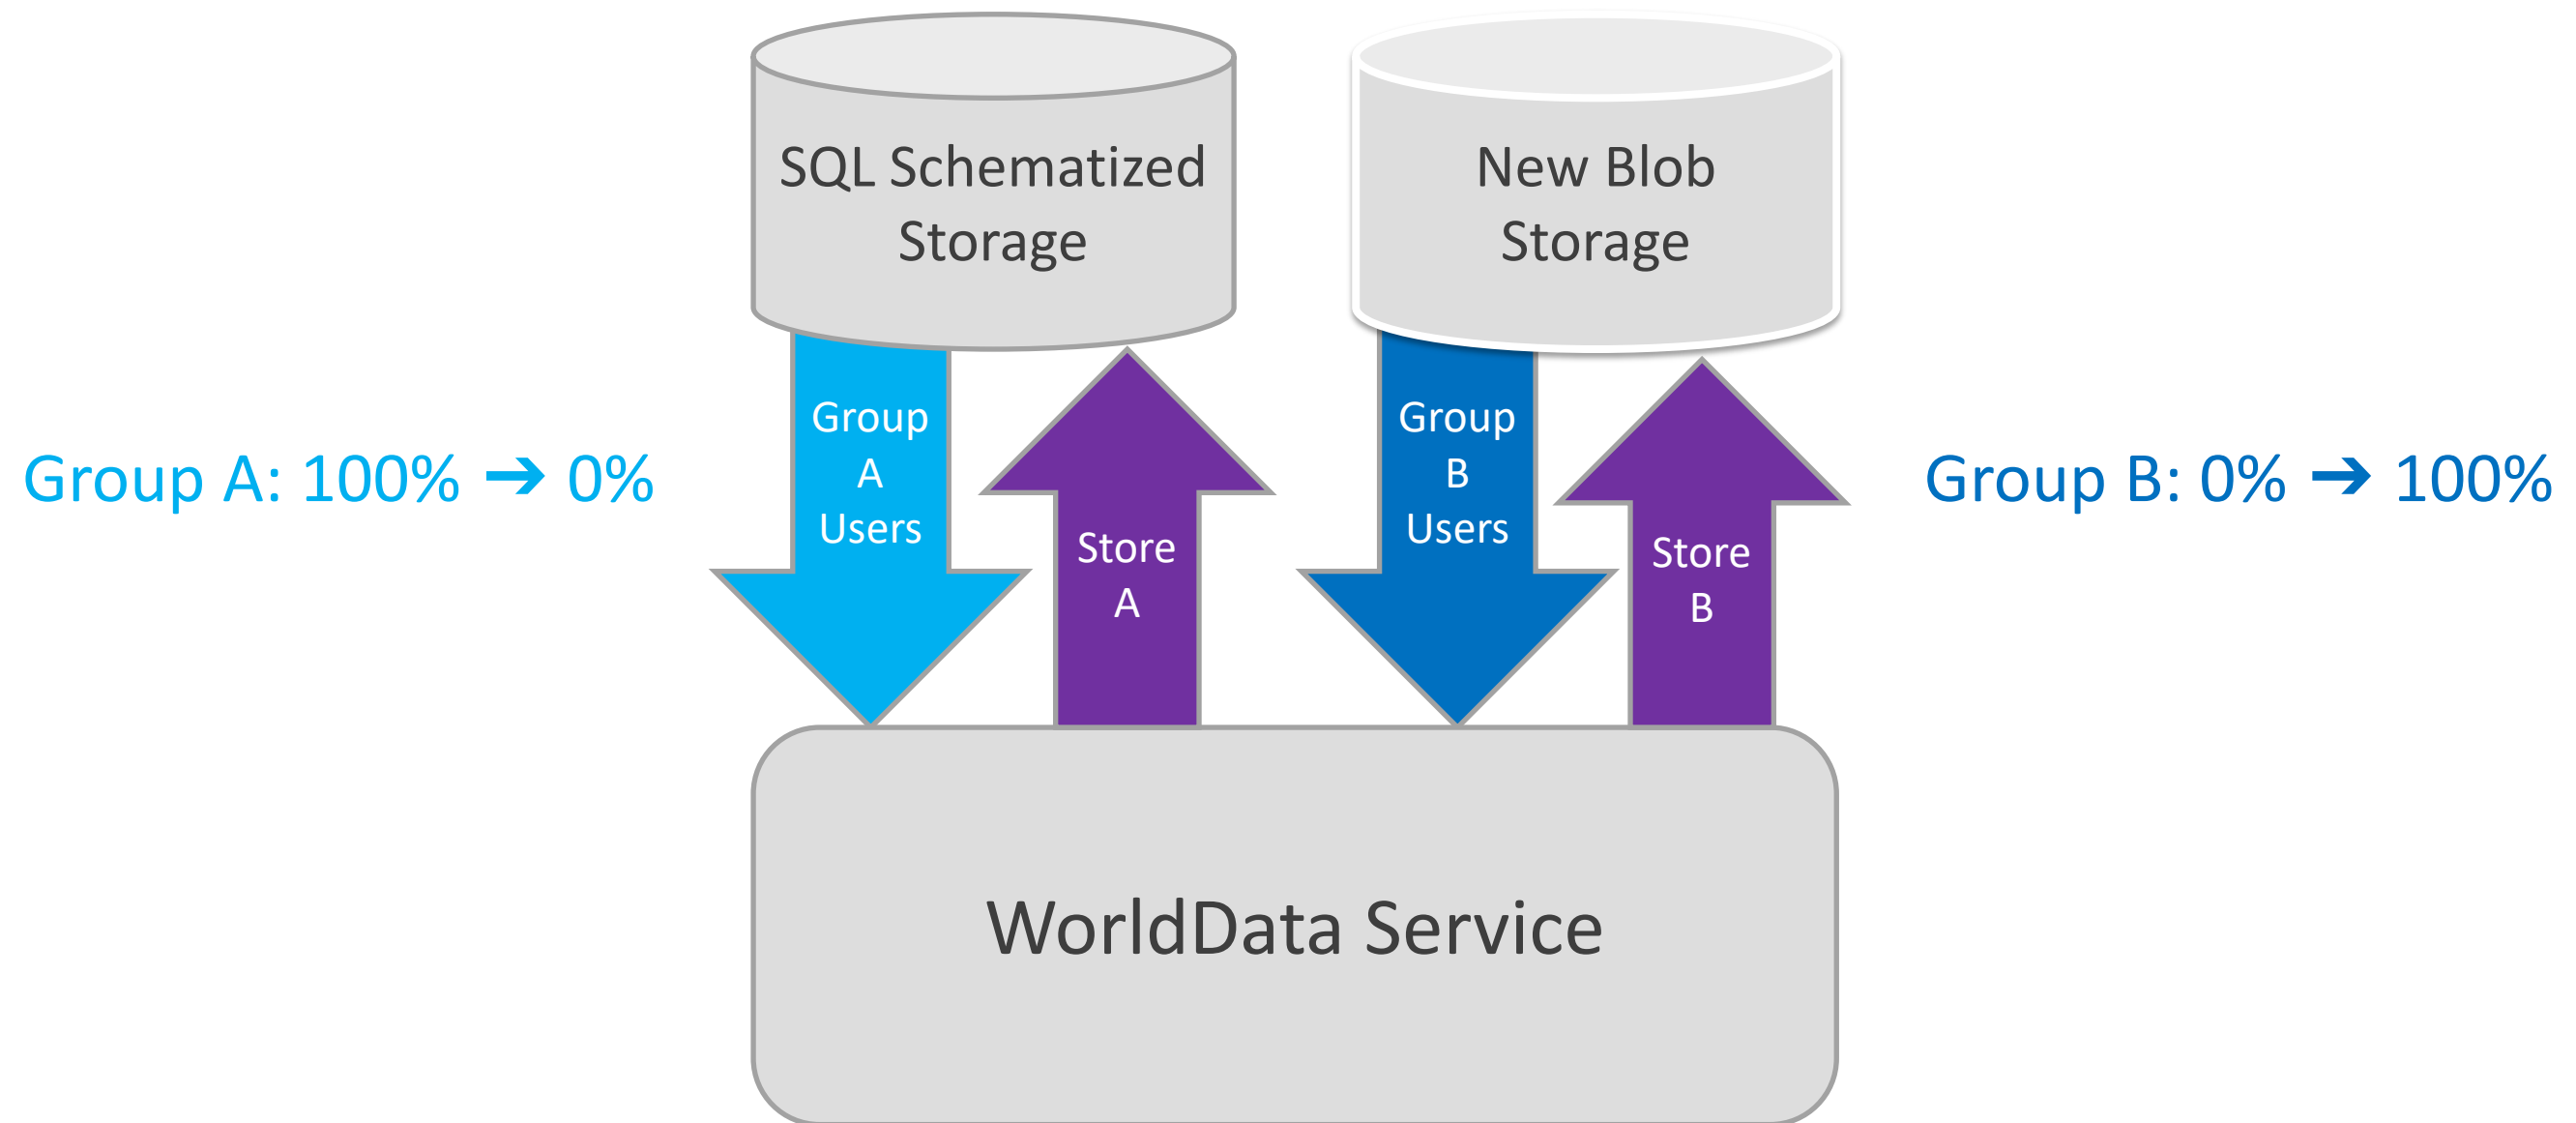 SQL Schematized
Storage
New Blob
Storage
Group
A
Users
Store
A
Group
B
Users
Store
B
Group A: 100% ➔ 0%
Group B: 0% ➔ 100%
WorldData Service